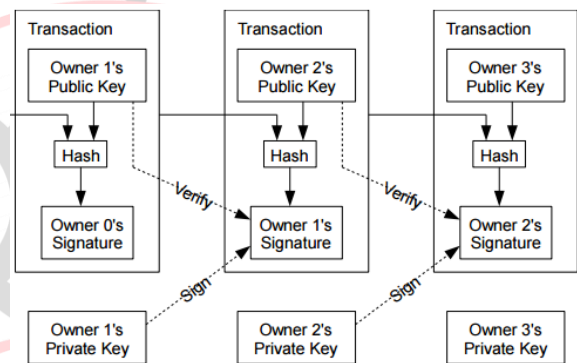 Transaction
Transaction
Transaction
Owner 1's
Public Key
Owner 2's
Public Key
Owner 3's
Public Key
Hash
Hash
Hash
Verify
Verify
Owner 0's
Signature
Owner 1's
Signature
Owner 2's
Signature
Sign
Sign
Owner 1's
Private Key
Owner 2's
Private Key
Owner 3's
Private Key